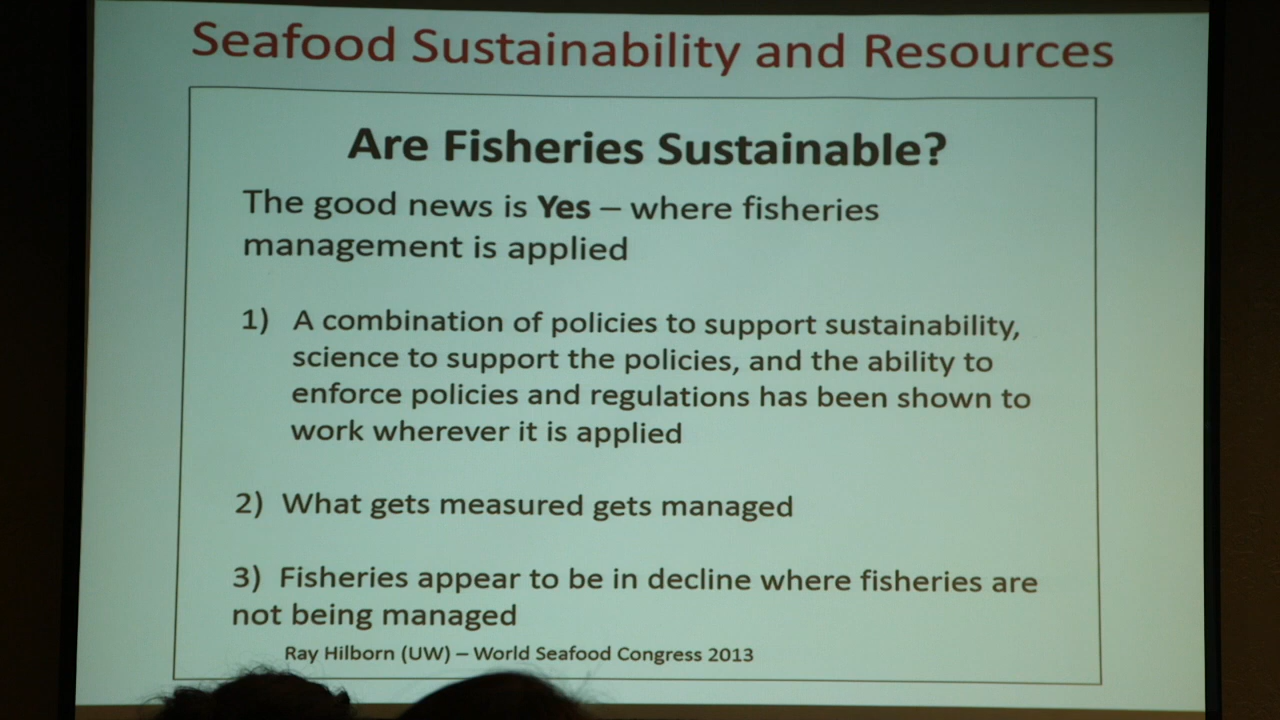 Seafood Sustainability and Resources
Are Fisheries Sustainable?
The good news is Yes – where fisheries
management is applied
1) A combination of policies to support sustainability,
science to support the policies, and the ability to
enforce policies and regulations has been shown to
work wherever it is applied
2) What gets measured gets managed
3) Fisheries appear to be in decline where fisheries are
not being managed
Ray Hilborn (UW) – World Seafood Congress 2013